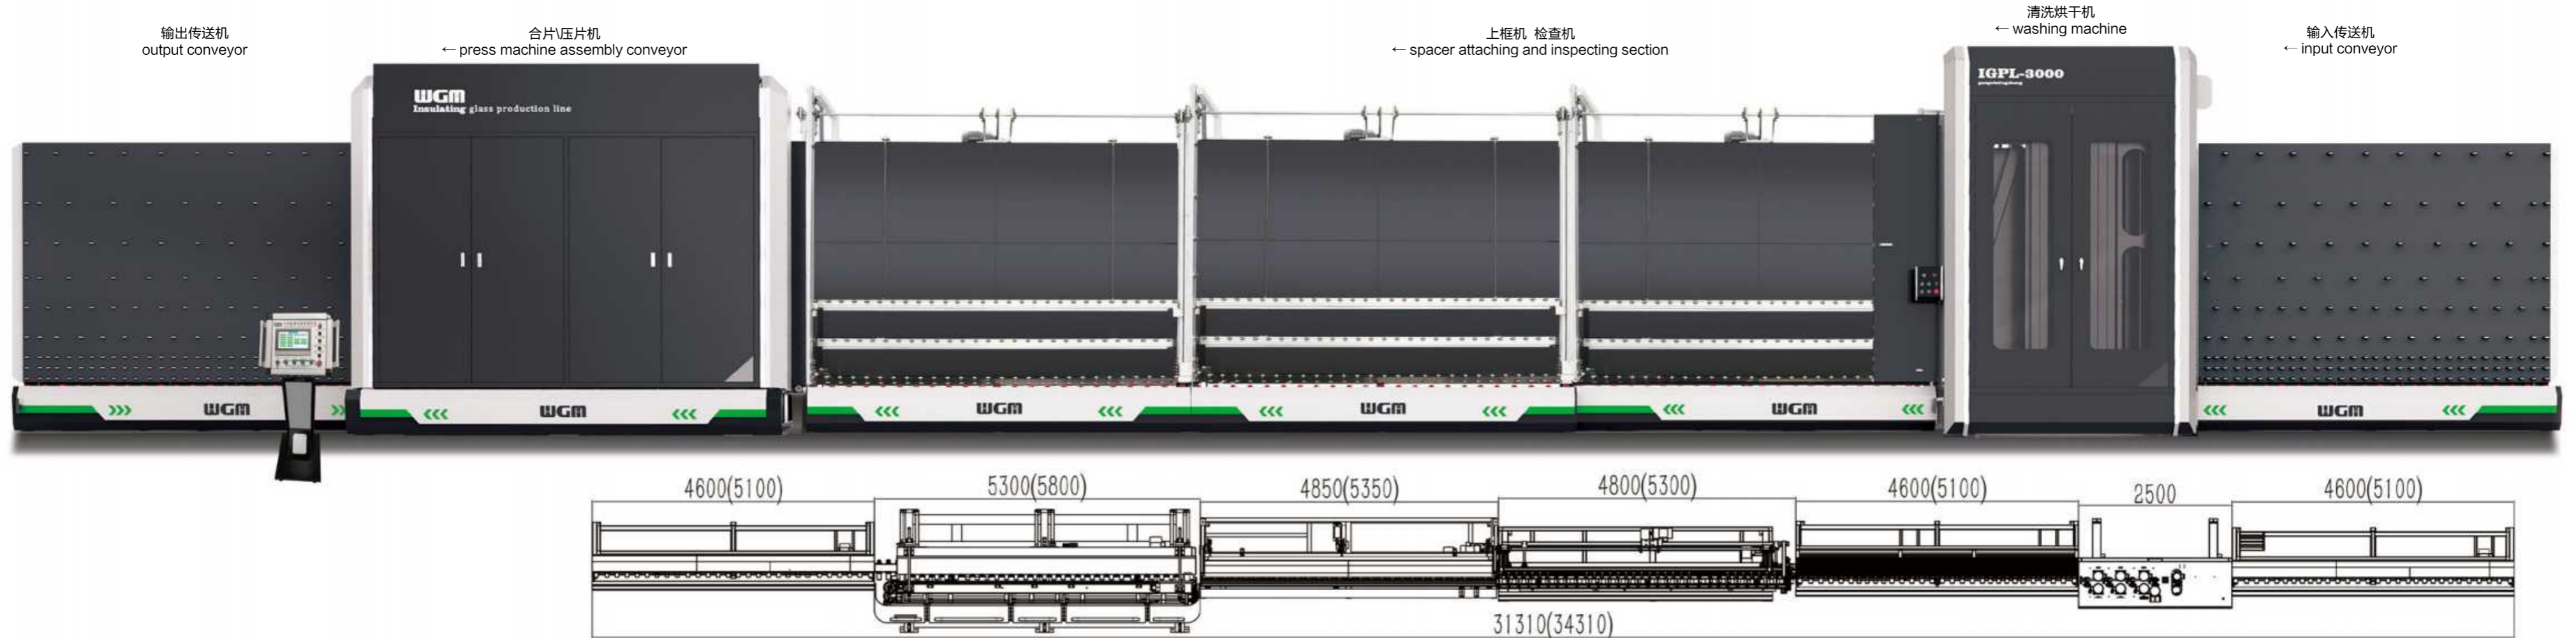 输出传送机
output conveyor
合片\压片机
← press machine assembly conveyor
上框机 检查机
← spacer attaching and inspecting section
清洗烘干机
← washing machine
输入传送机
← input conveyor
WGM
Insulating glass production line
IGPL-3000
WGM
WGM
WGM
WGM
WGM
WGM
4600(5100)
5300(5800)
4850(5350)
4800(5300)
4600(5100)
2500
4600(5100)
31310(34310)